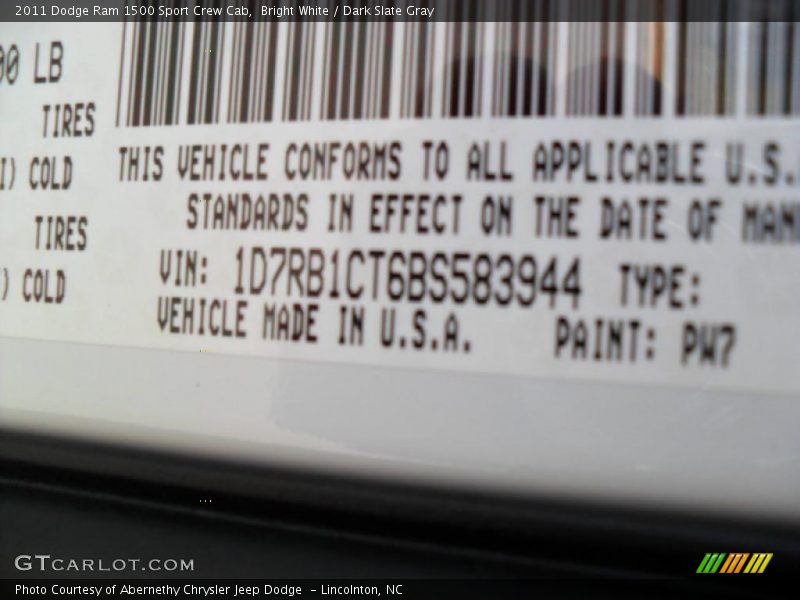 2011 Dodge Ram 1500 Sport Crew Cab, Bright White / Dark Slate Gray
LB
TIRES
COLD
TIRES
COLD
THIS VEHICLE CONFORMS TO ALL APPLICABLE U.S.
STANDARDS IN EFFECT ON THE DATE OF
VIN: 1D7RB1CT6BS583944 TYPE:
VEHICLE MADE IN U.S.A. PAINT: PW7
GTCARLOT.COM
Photo Courtesy of Abernethy Chrysler Jeep Dodge - Lincolnton, NC